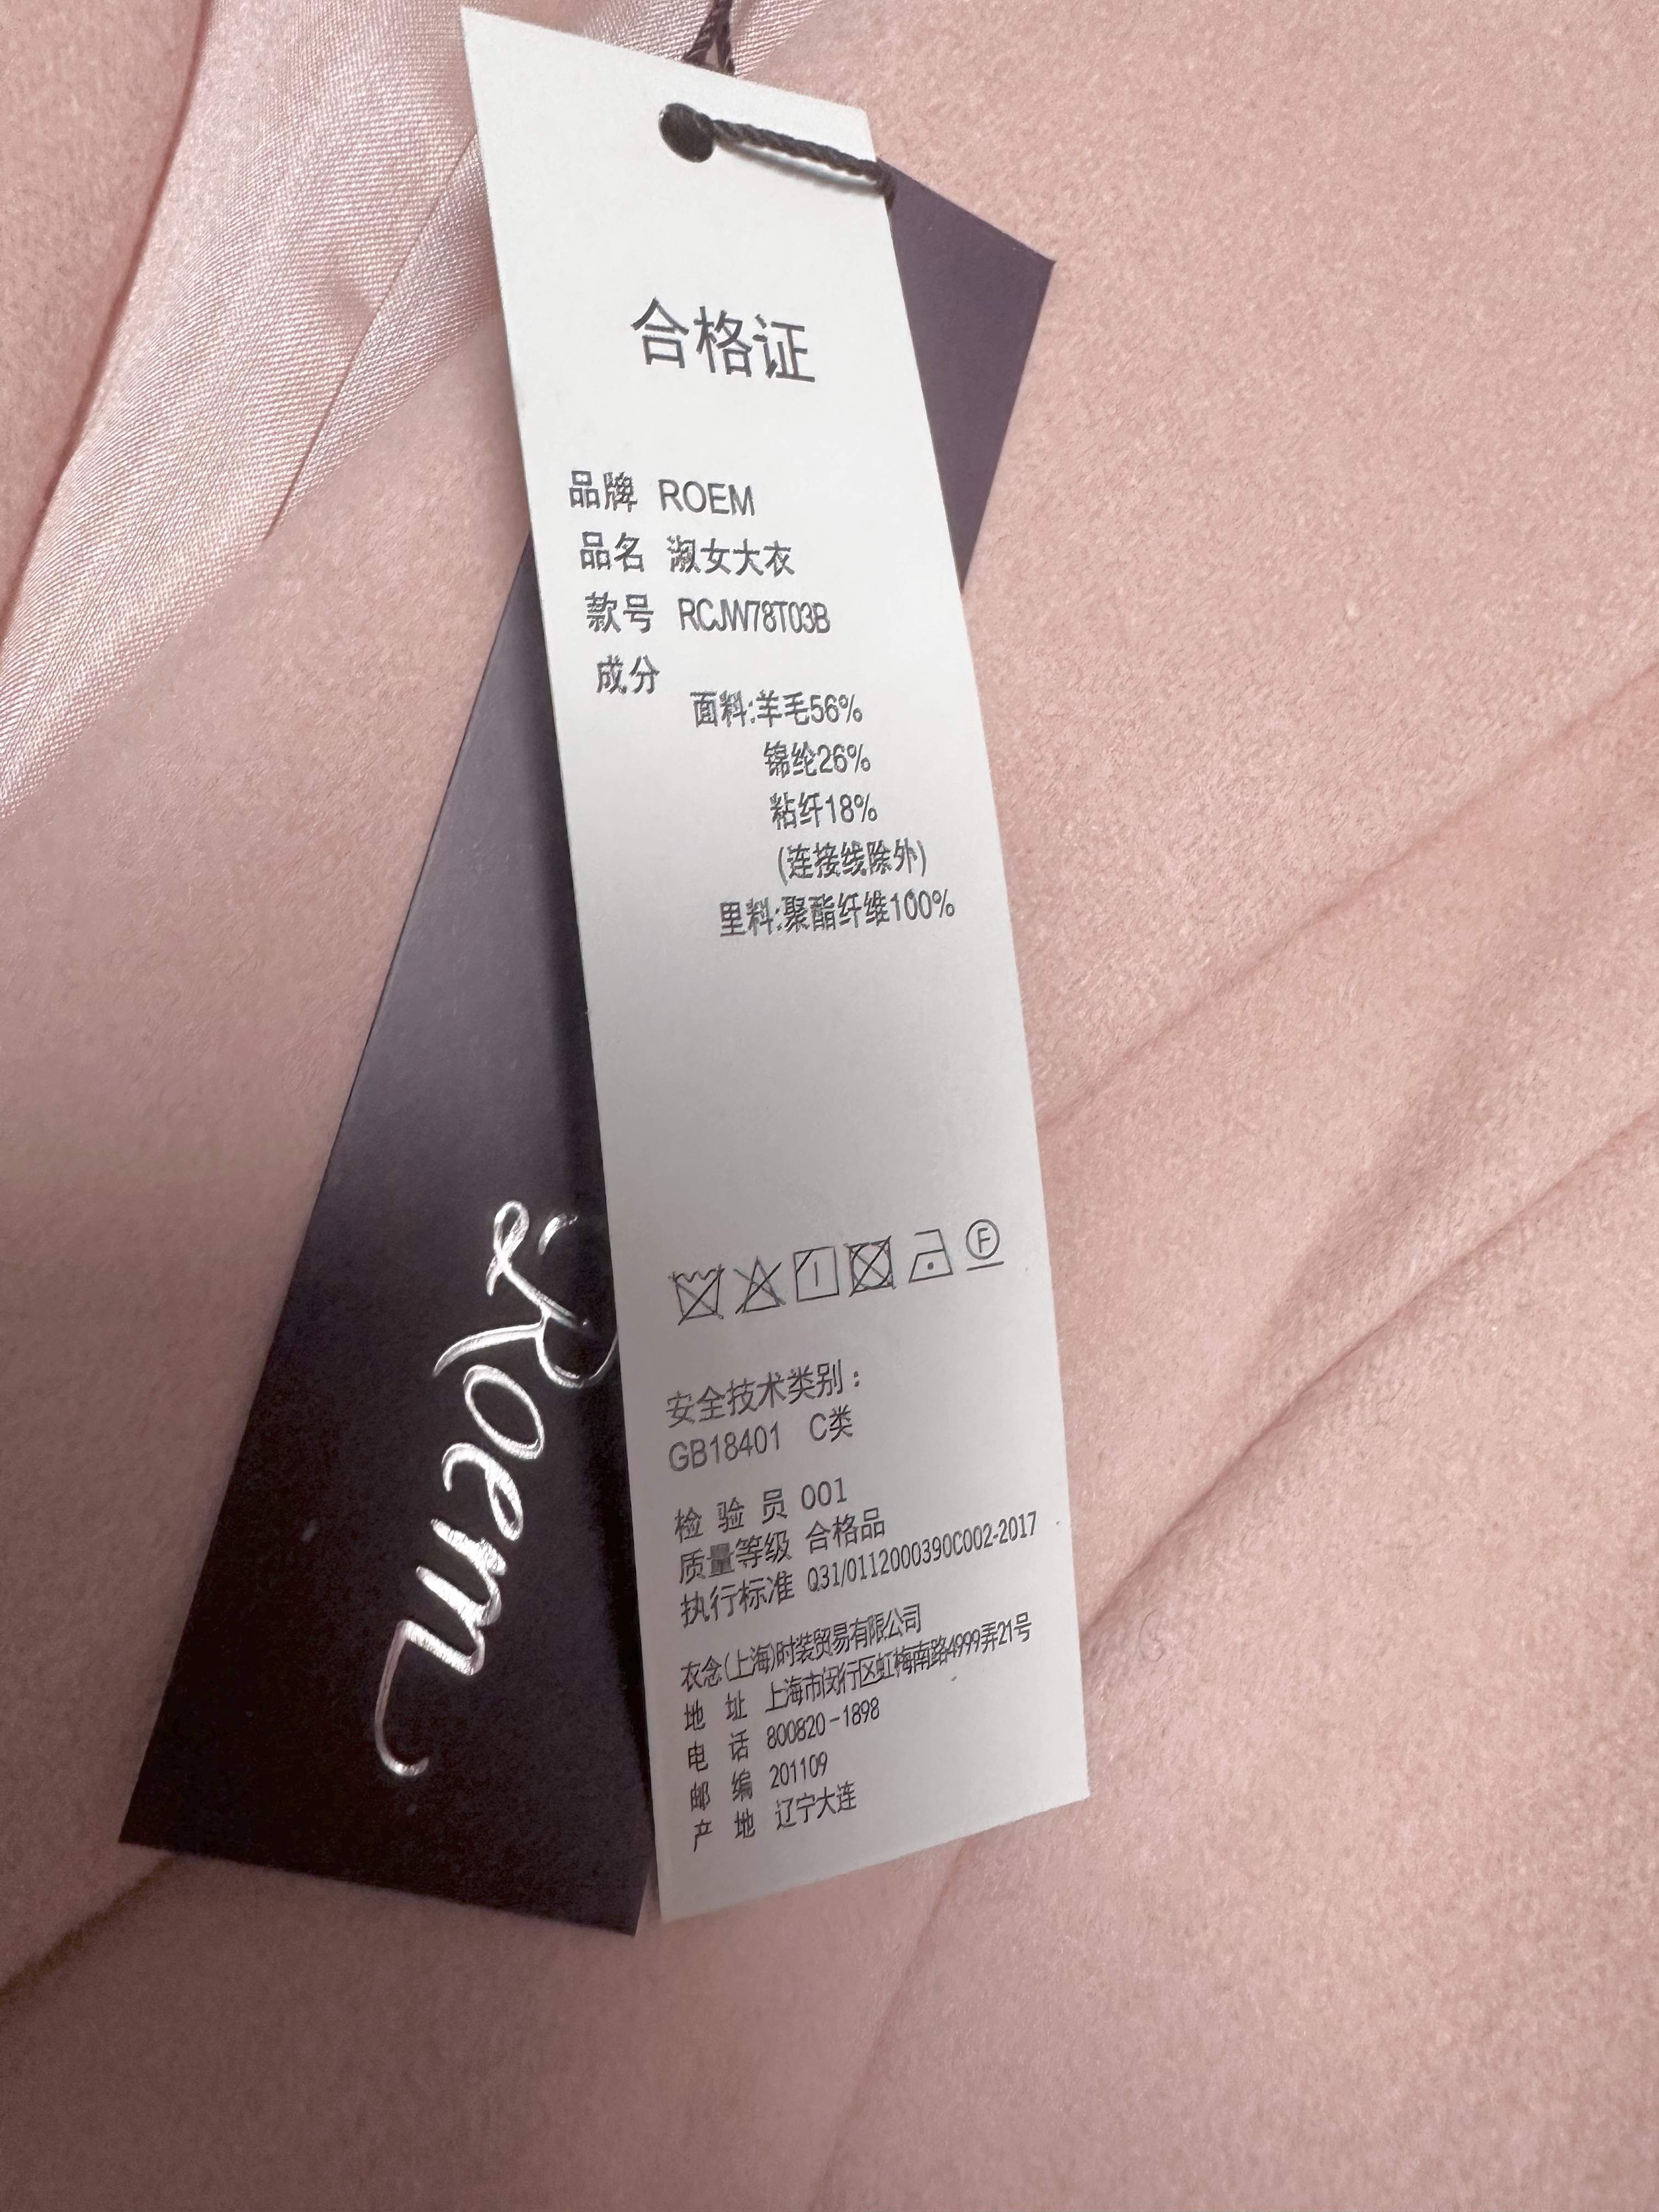 合格证
品牌 ROEM
品名 淑女大衣
款号 RCJW78T03B
成分
面料:羊毛56%
锦纶26%
粘纤18%
(连接线除外)
里料:聚酯纤维100%
F
安全技术类别：
GB18401 C类
检验员 001
质量等级 合格品
执行标准 Q31/0112000390C002-2017
衣念(上海)时装贸易有限公司
地址 上海市闵行区虹梅南路4999弄21号
电话 800820-1898
邮编 201109
产地 辽宁大连
Roem